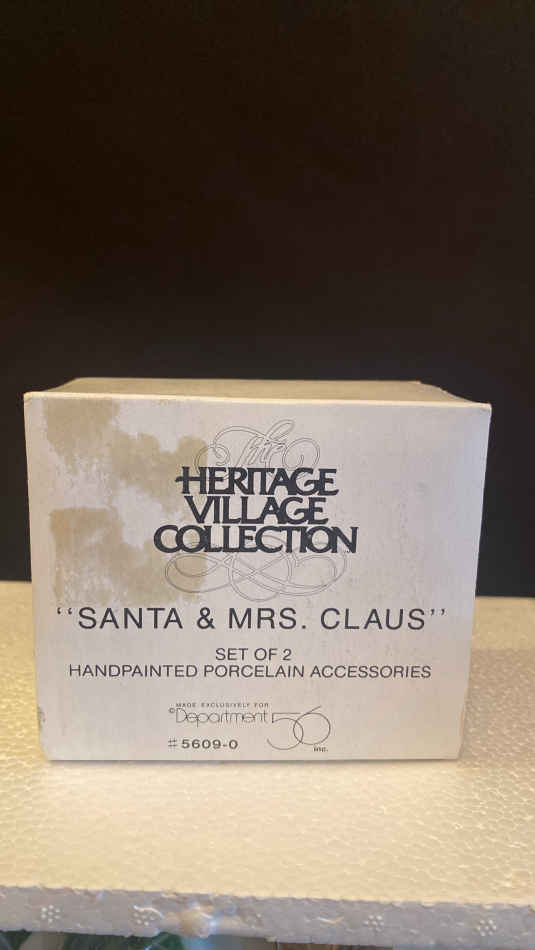 The
HERITAGE
VILLAGE
COLLECTION
"SANTA & MRS. CLAUS"
SET OF 2
HANDPAINTED PORCELAIN ACCESSORIES
MADE EXCLUSIVELY FOR
©Department 56 inc.
# 5609-0